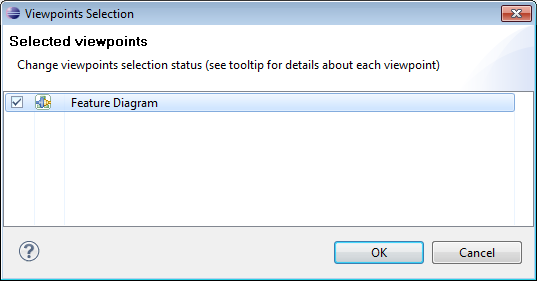 Viewpoints Selection
Selected viewpoints
Change viewpoints selection status (see tooltip for details about each viewpoint)
Feature Diagram
OK
Cancel